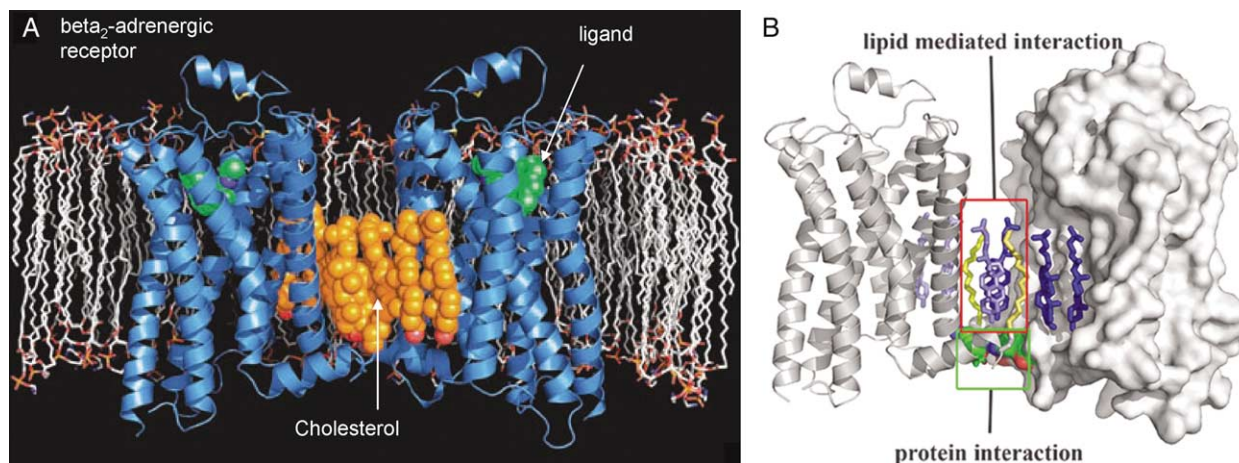 A
beta₂-adrenergic
receptor
ligand
Cholesterol
B
lipid mediated interaction
protein interaction